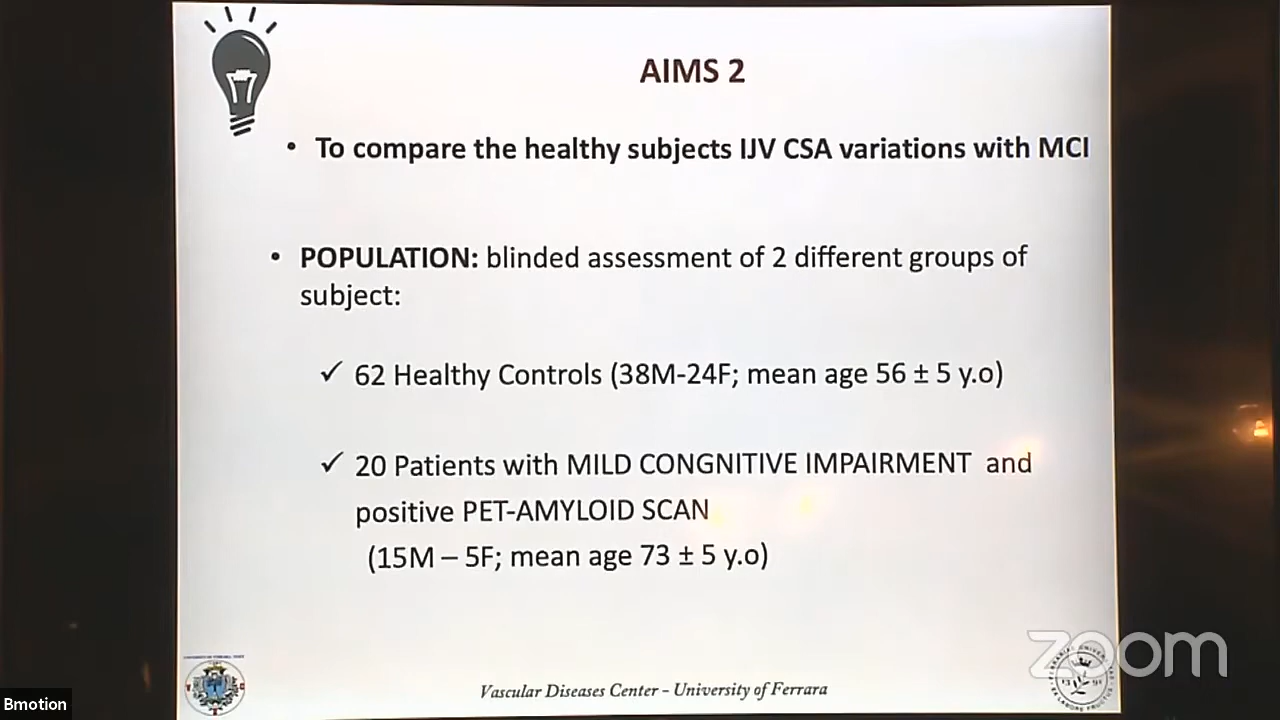 AIMS 2
• To compare the healthy subjects IJV CSA variations with MCI
• POPULATION: blinded assessment of 2 different groups of
subject:
✓ 62 Healthy Controls (38M-24F; mean age 56 ± 5 y.o)
✓ 20 Patients with MILD CONGNITIVE IMPAIRMENT and
positive PET-AMYLOID SCAN
(15M – 5F; mean age 73 ± 5 y.o)
Vascular Diseases Center - University of Ferrara
zoom
Bmotion